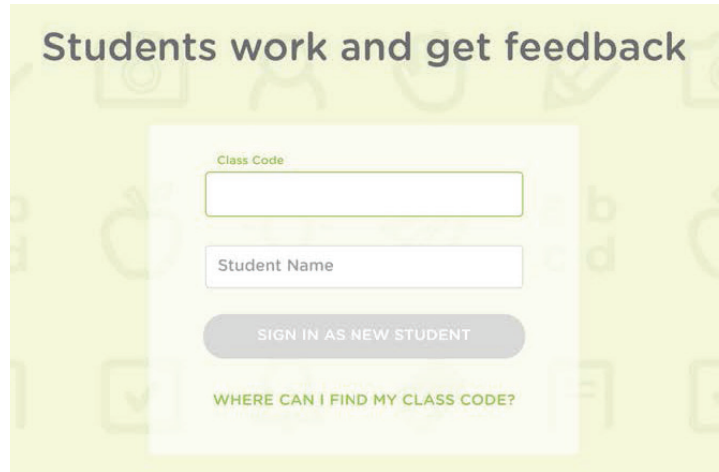 Students work and get feedback
Class Code
Student Name
SIGN IN AS NEW STUDENT
WHERE CAN I FIND MY CLASS CODE?
b
d